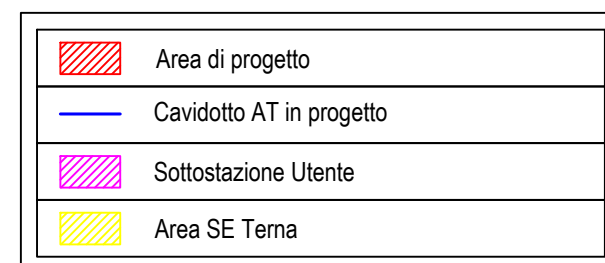 Area di progetto
Cavidotto AT in progetto
Sottostazione Utente
Area SE Terna